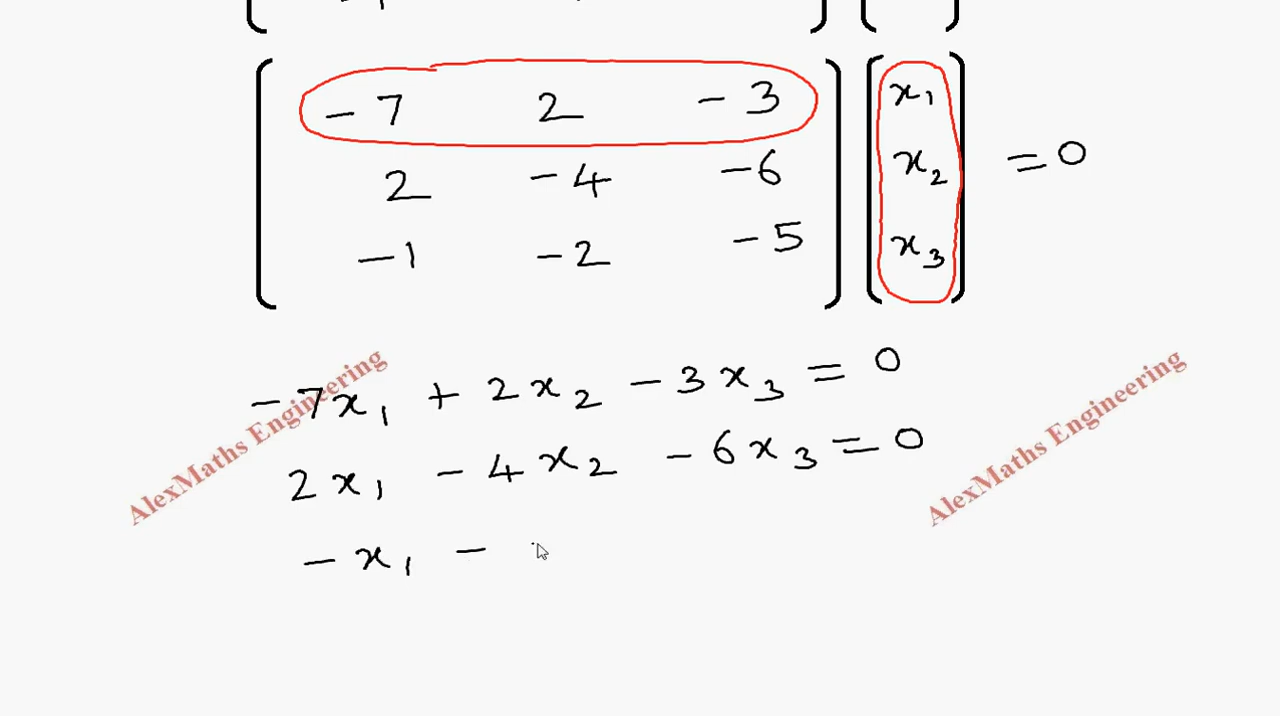 - 7 2 - 3 x₁
2 - 4 - 6 x₂ = 0
- 1 - 2 - 5 x₃
- 7x₁ + 2x₂ - 3x₃ = 0
2x₁ - 4x₂ - 6x₃ = 0
- x₁ -
AlexMaths Engineering
AlexMaths Engineering